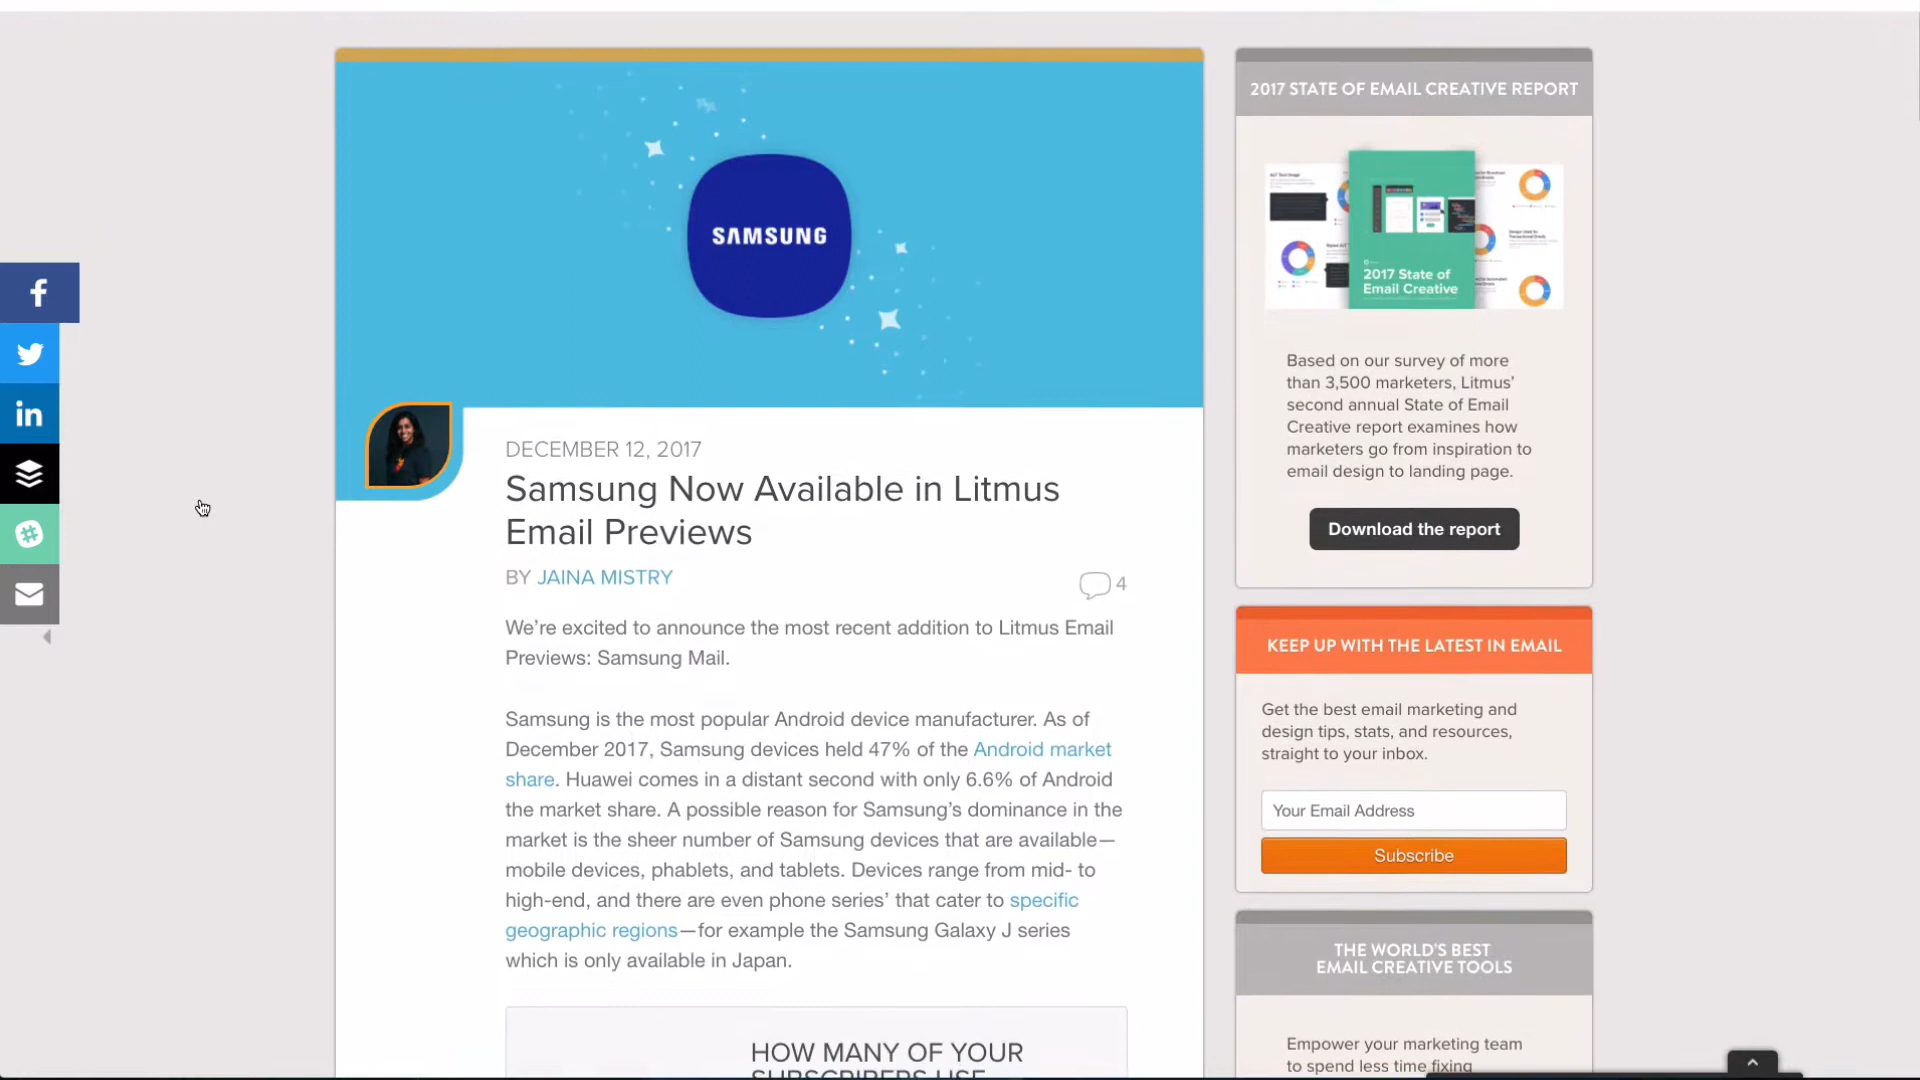 SAMSUNG
DECEMBER 12, 2017
Samsung Now Available in Litmus
Email Previews
BY JAINA MISTRY
4
We’re excited to announce the most recent addition to Litmus Email
Previews: Samsung Mail.
Samsung is the most popular Android device manufacturer. As of
December 2017, Samsung devices held 47% of the Android market
share. Huawei comes in a distant second with only 6.6% of Android
the market share. A possible reason for Samsung’s dominance in the
market is the sheer number of Samsung devices that are available—
mobile devices, phablets, and tablets. Devices range from mid- to
high-end, and there are even phone series’ that cater to specific
geographic regions—for example the Samsung Galaxy J series
which is only available in Japan.
HOW MANY OF YOUR
SUBSCRIBERS USE
2017 STATE OF EMAIL CREATIVE REPORT
2017 State of
Email Creative
Based on our survey of more
than 3,500 marketers, Litmus’
second annual State of Email
Creative report examines how
marketers go from inspiration to
email design to landing page.
Download the report
KEEP UP WITH THE LATEST IN EMAIL
Get the best email marketing and
design tips, stats, and resources,
straight to your inbox.
Your Email Address
Subscribe
THE WORLD'S BEST
EMAIL CREATIVE TOOLS
Empower your marketing team
to spend less time fixing